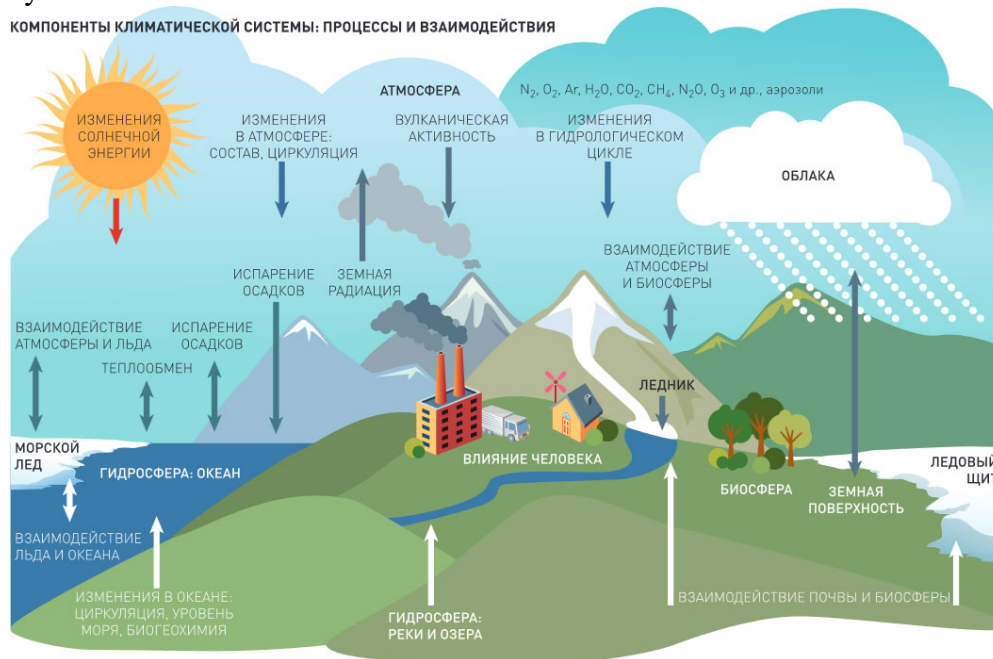 КОМПОНЕНТЫ КЛИМАТИЧЕСКОЙ СИСТЕМЫ: ПРОЦЕССЫ И ВЗАИМОДЕЙСТВИЯ
АТМОСФЕРА
N₂, O₂, Ar, H₂O, CO₂, CH₄, N₂O, O₃ и др., аэрозоли
ИЗМЕНЕНИЯ
СОЛНЕЧНОЙ
ЭНЕРГИИ
ИЗМЕНЕНИЯ
В АТМОСФЕРЕ:
СОСТАВ, ЦИРКУЛЯЦИЯ
ВУЛКАНИЧЕСКАЯ
АКТИВНОСТЬ
ИЗМЕНЕНИЯ
В ГИДРОЛОГИЧЕСКОМ
ЦИКЛЕ
ОБЛАКА
ВЗАИМОДЕЙСТВИЕ
АТМОСФЕРЫ
И БИОСФЕРЫ
ИСПАРЕНИЕ
ОСАДКОВ
ЗЕМНАЯ
РАДИАЦИЯ
ВЗАИМОДЕЙСТВИЕ
АТМОСФЕРЫ И ЛЬДА
ИСПАРЕНИЕ
ОСАДКОВ
ТЕПЛООБМЕН
ЛЕДНИК
МОРСКОЙ
ЛЕД
ГИДРОСФЕРА: ОКЕАН
ВЛИЯНИЕ ЧЕЛОВЕКА
БИОСФЕРА
ЗЕМНАЯ
ПОВЕРХНОСТЬ
ЛЕДОВЫЙ
ЩИТ
ВЗАИМОДЕЙСТВИЕ
ЛЬДА И ОКЕАНА
ИЗМЕНЕНИЯ В ОКЕАНЕ:
ЦИРКУЛЯЦИЯ, УРОВЕНЬ
МОРЯ, БИОГЕОХИМИЯ
ГИДРОСФЕРА:
РЕКИ И ОЗЕРА
ВЗАИМОДЕЙСТВИЕ ПОЧВЫ И БИОСФЕРЫ